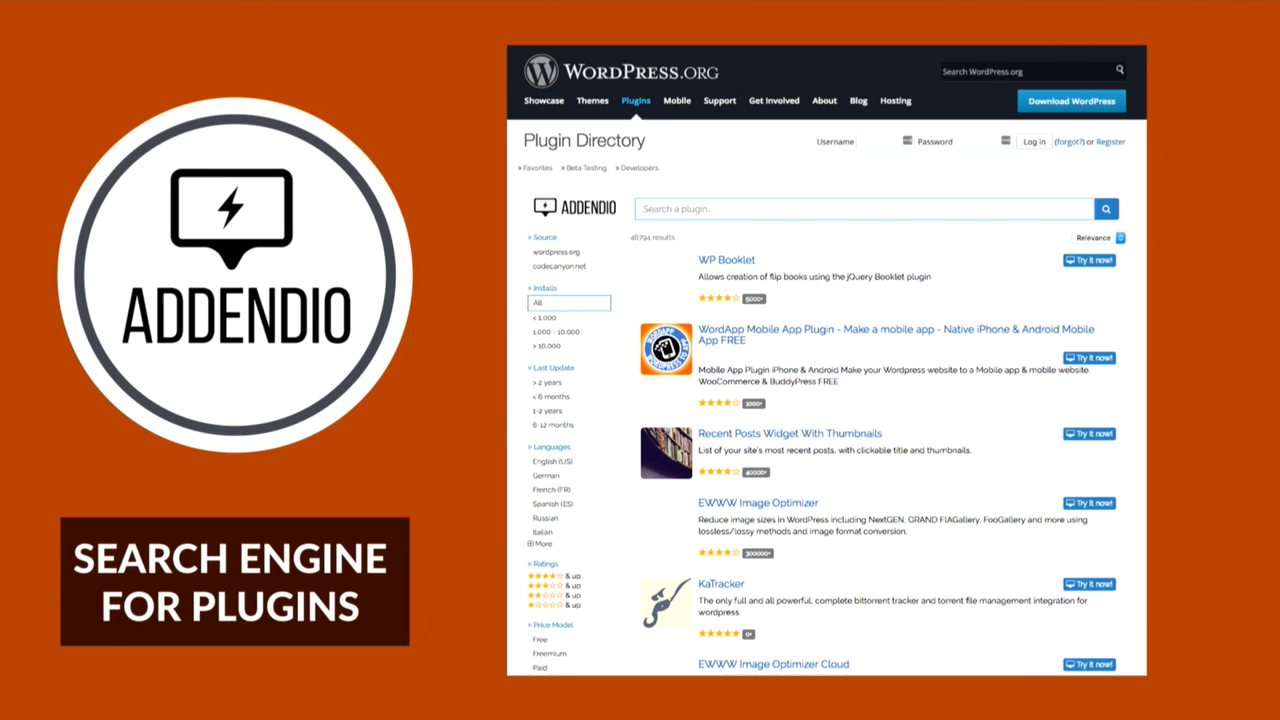 ADDENDIO
SEARCH ENGINE
FOR PLUGINS
WORDPRESS.ORG
Search WordPress.org
Showcase Themes Plugins Mobile Support Get Involved About Blog Hosting
Download WordPress
Plugin Directory
Username Password Log in (forgot?) or Register
» Favorites » Beta Testing » Developers
ADDENDIO
Search a plugin...
46794 results
Relevance
» Source
wordpress.org
codecanyon.net
» Installs
All
< 1,000
1,000 - 10,000
> 10,000
» Last Update
> 2 years
< 6 months
1-2 years
6-12 months
» Languages
English (US)
German
French (FR)
Spanish (ES)
Russian
Italian
More
» Ratings
& up
& up
& up
& up
» Price Model
Free
Freemium
Paid
WP Booklet
Try it now!
Allows creation of flip books using the jQuery Booklet plugin
6000+
WordApp Mobile App Plugin - Make a mobile app - Native iPhone & Android Mobile
App FREE
Try it now!
Mobile App Plugin iPhone & Android Make your Wordpress website to a Mobile app & mobile website.
WooCommerce & BuddyPress FREE
1000+
Recent Posts Widget With Thumbnails
Try it now!
List of your site's most recent posts, with clickable title and thumbnails.
40000+
EWWW Image Optimizer
Try it now!
Reduce image sizes in WordPress including NextGEN, GRAND FlAGallery, FooGallery and more using
lossless/lossy methods and image format conversion.
300000+
KaTracker
Try it now!
The only full and all powerful, complete bittorrent tracker and torrent file management integration for
wordpress.
0+
EWWW Image Optimizer Cloud
Try it now!